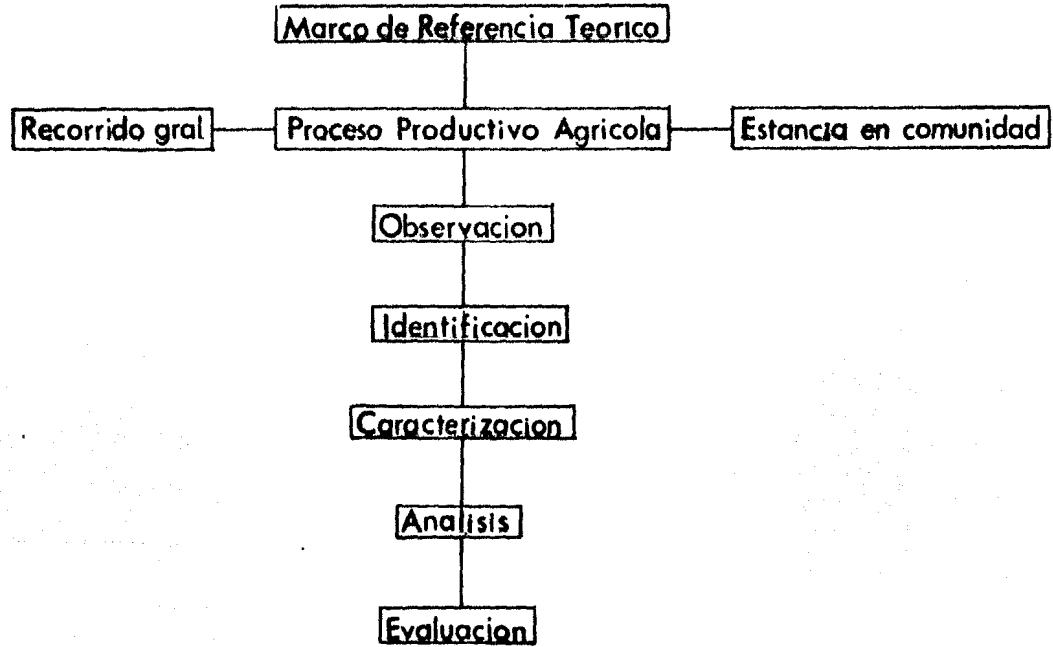 Marco de Referencia Teorico
Recorrido gral
Proceso Productivo Agricola
Estancia en comunidad
Observacion
Identificacion
Caracterizacion
Analisis
Evaluacion